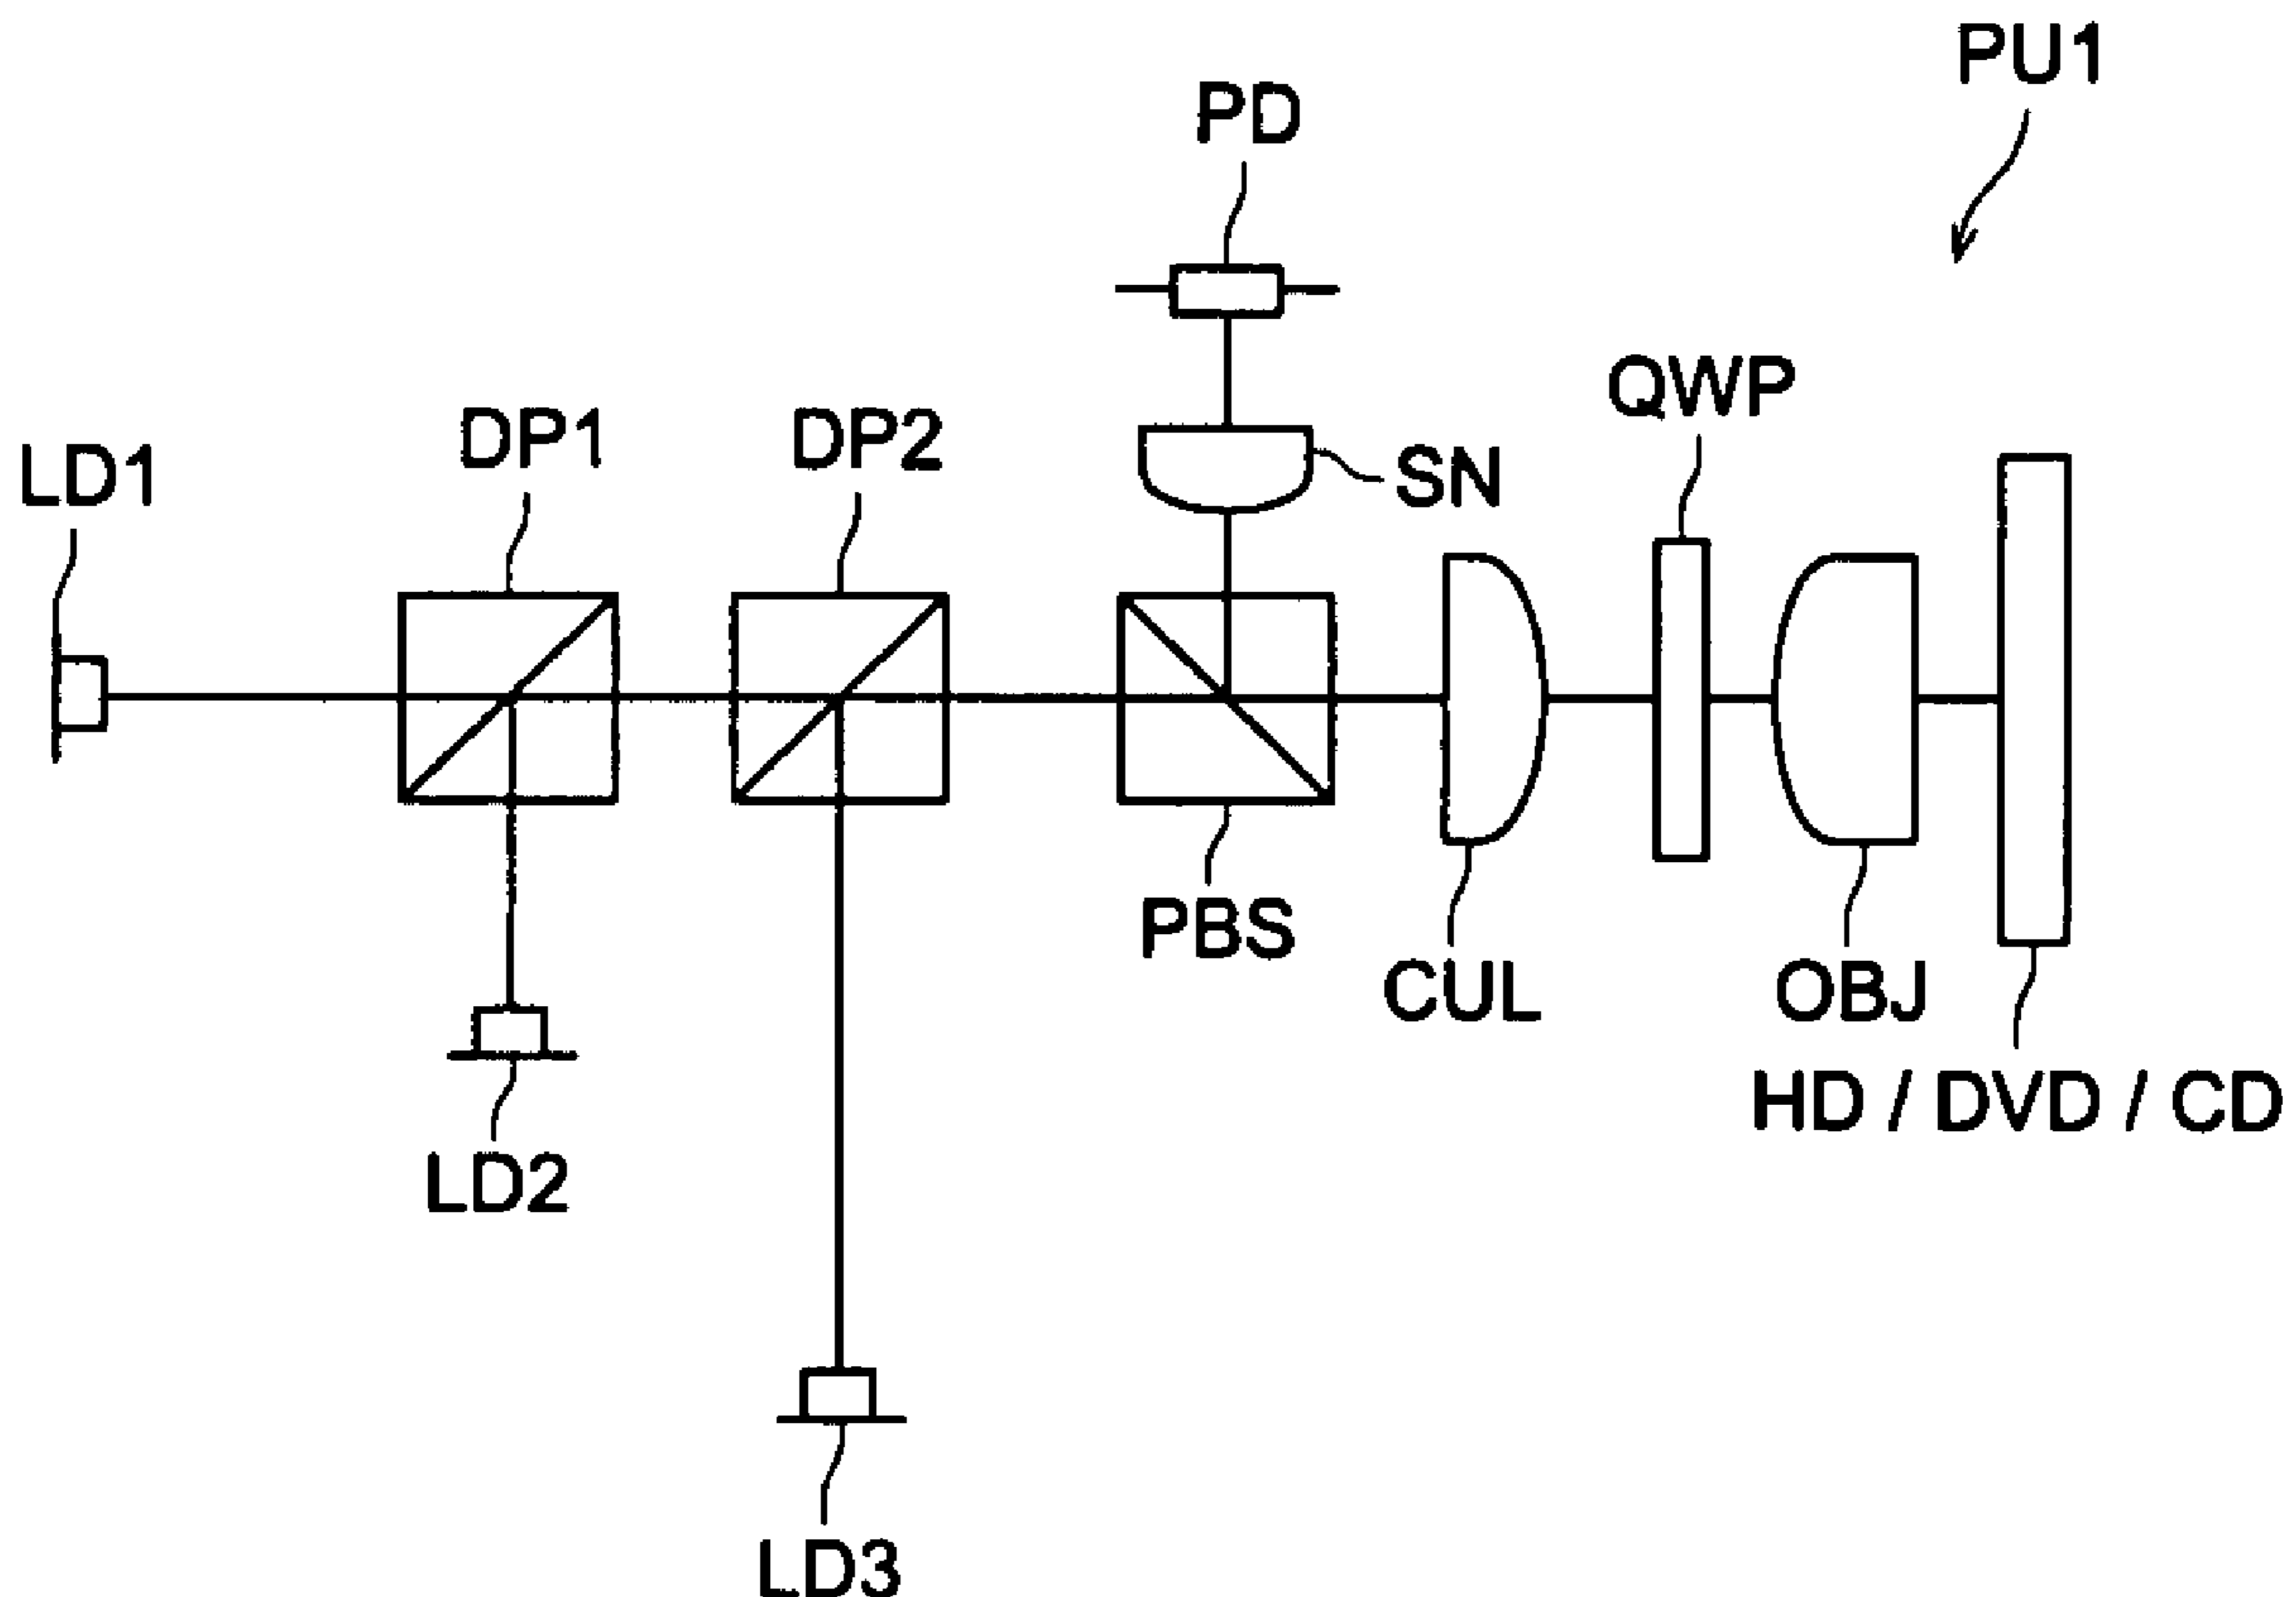 PU1
PD
QWP
DP1
DP2
LD1
SN
PBS
CUL
OBJ
HD / DVD / CD
LD2
LD3